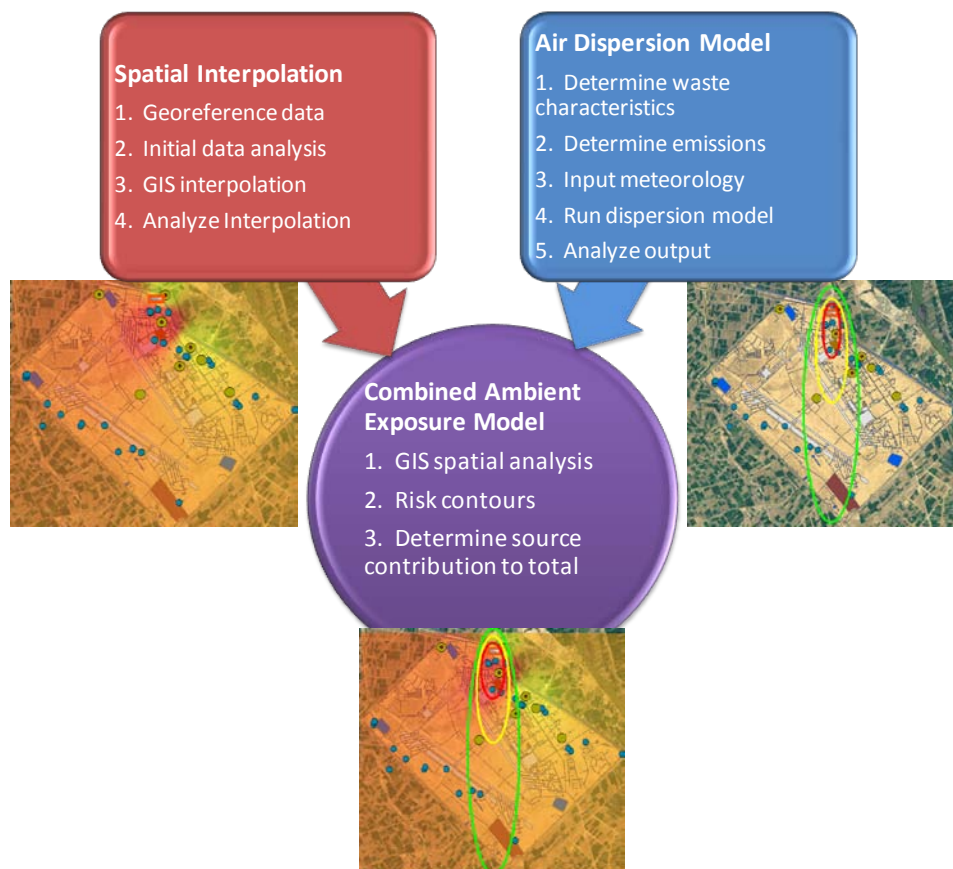 Spatial Interpolation
1. Georeference data
2. Initial data analysis
3. GIS interpolation
4. Analyze Interpolation
Air Dispersion Model
1. Determine waste
characteristics
2. Determine emissions
3. Input meteorology
4. Run dispersion model
5. Analyze output
Combined Ambient
Exposure Model
1. GIS spatial analysis
2. Risk contours
3. Determine source
contribution to total